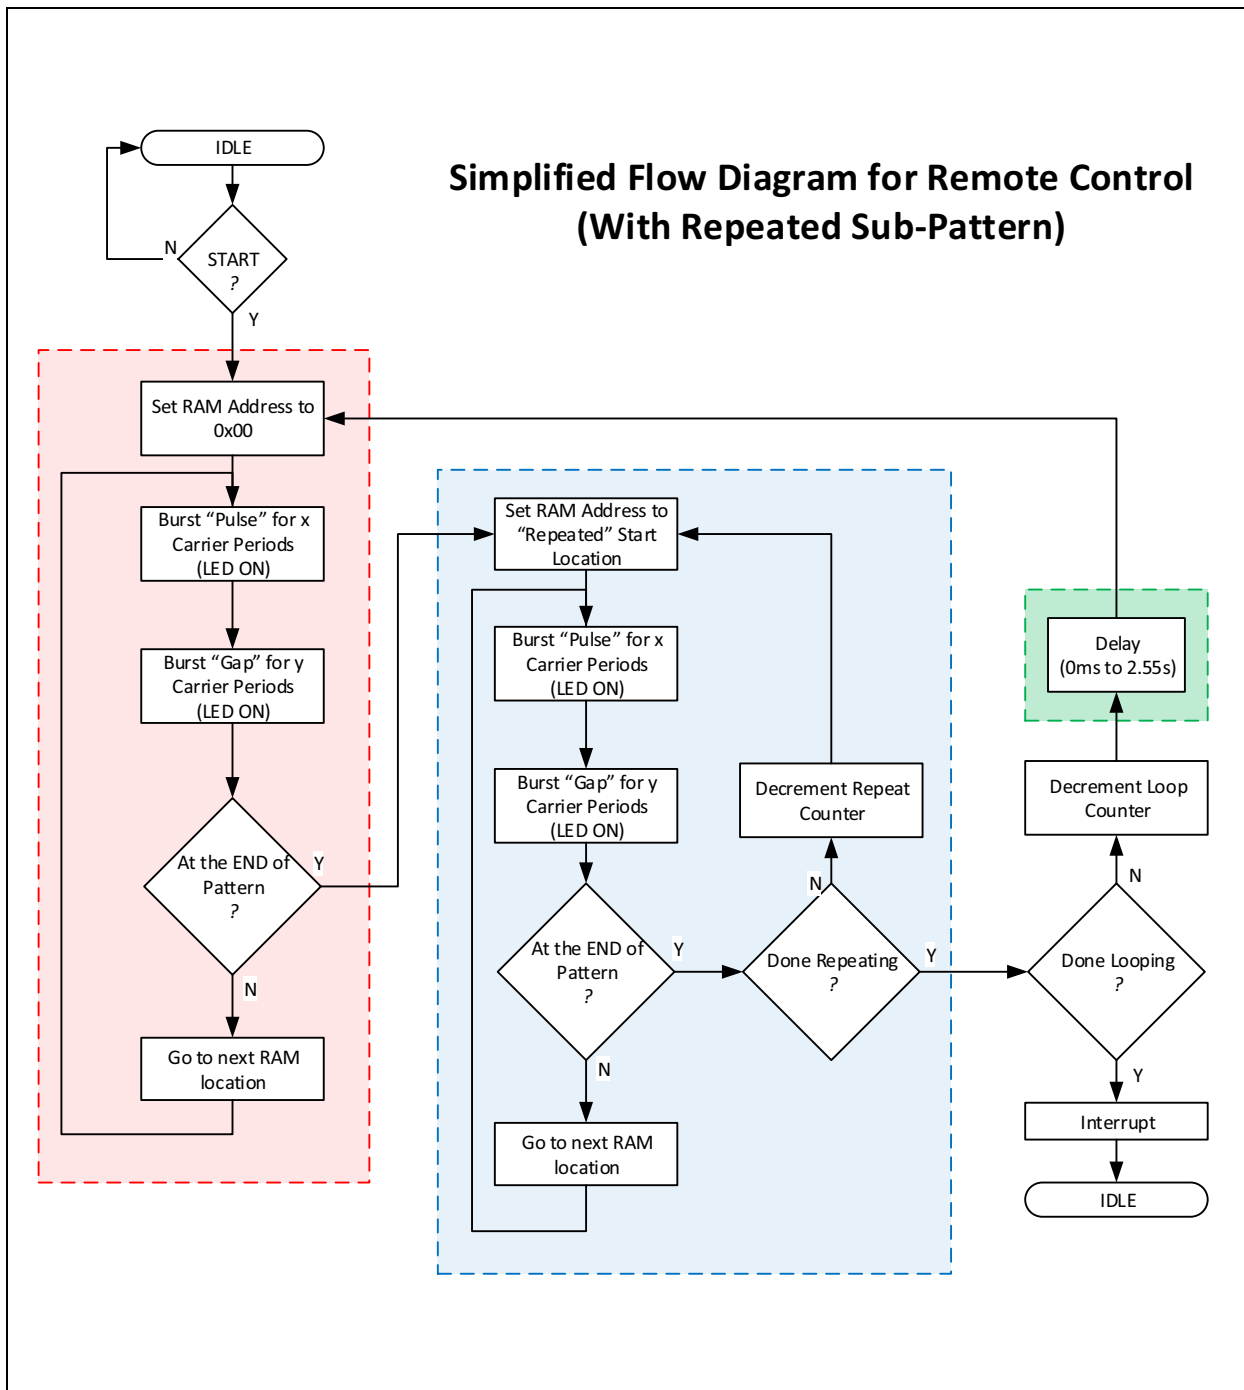 Simplified Flow Diagram for Remote Control
(With Repeated Sub-Pattern)
IDLE
START
?
N
Y
Set RAM Address to
0x00
Burst “Pulse” for x
Carrier Periods
(LED ON)
Burst “Gap” for y
Carrier Periods
(LED ON)
At the END of
Pattern
?
Y
N
Go to next RAM
location
Set RAM Address to
“Repeated” Start
Location
Burst “Pulse” for x
Carrier Periods
(LED ON)
Burst “Gap” for y
Carrier Periods
(LED ON)
At the END of
Pattern
?
Y
N
Go to next RAM
location
Decrement Repeat
Counter
N
Done Repeating
?
Y
Delay
(0ms to 2.55s)
Decrement Loop
Counter
N
Done Looping
?
Y
Interrupt
IDLE